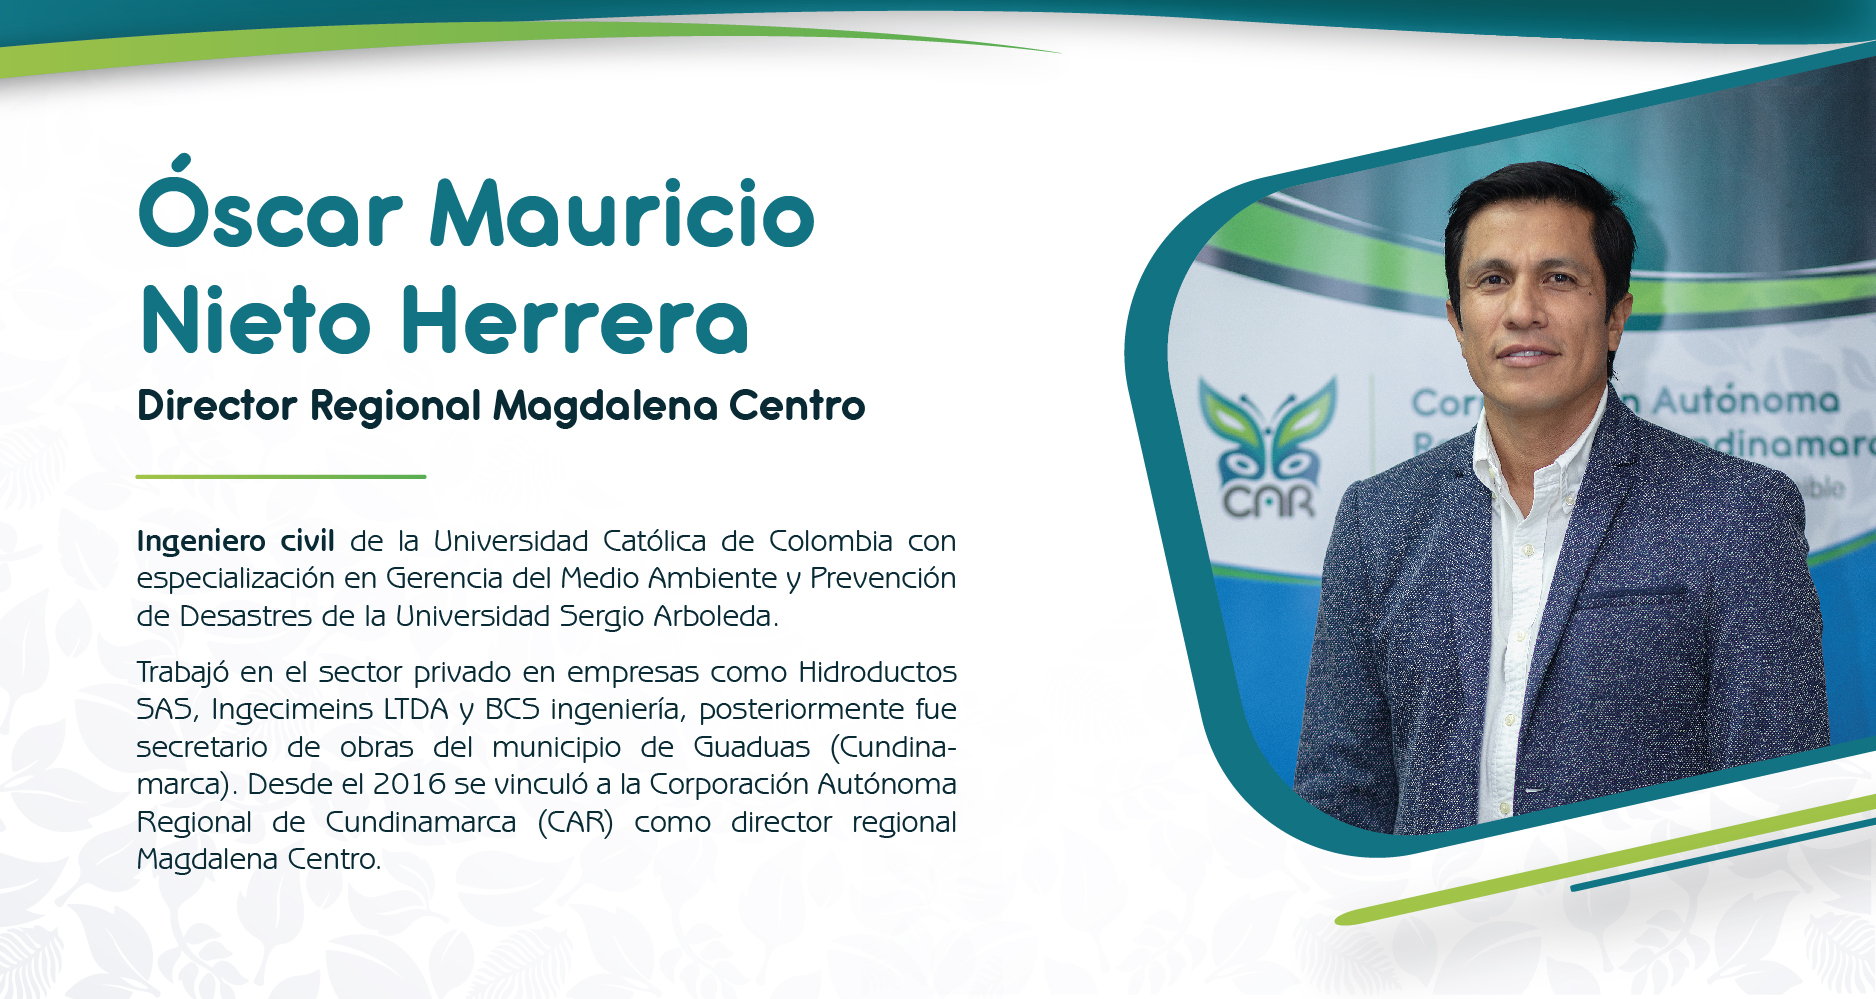 Óscar Mauricio
Nieto Herrera
Director Regional Magdalena Centro
Ingeniero civil de la Universidad Católica de Colombia con
especialización en Gerencia del Medio Ambiente y Prevención
de Desastres de la Universidad Sergio Arboleda.
Trabajó en el sector privado en empresas como Hidroductos
SAS, Ingecimeins LTDA y BCS ingeniería, posteriormente fue
secretario de obras del municipio de Guaduas (Cundina-
marca). Desde el 2016 se vinculó a la Corporación Autónoma
Regional de Cundinamarca (CAR) como director regional
Magdalena Centro.
CAR
Autónoma